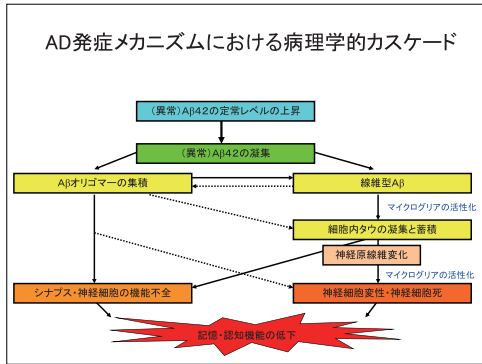 AD発症メカニズムにおける病理学的カスケード
(異常)Aβ42の定常レベルの上昇
(異常)Aβ42の凝集
Aβオリゴマーの集積
線維型Aβ
マイクログリアの活性化
細胞内タウの凝集と蓄積
神経原線維変化
マイクログリアの活性化
シナプス・神経細胞の機能不全
神経細胞変性・神経細胞死
記憶・認知機能の低下